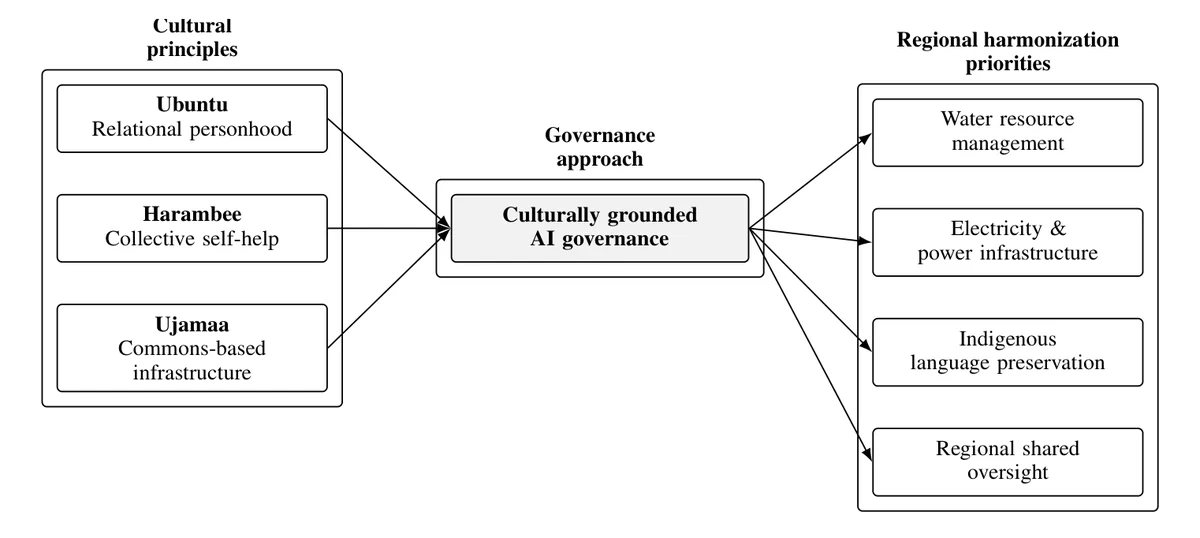 Cultural
principles
Ubuntu
Relational personhood
Harambee
Collective self-help
Ujamaa
Commons-based
infrastructure
Governance
approach
Culturally grounded
AI governance
Regional harmonization
priorities
Water resource
management
Electricity &
power infrastructure
Indigenous
language preservation
Regional shared
oversight